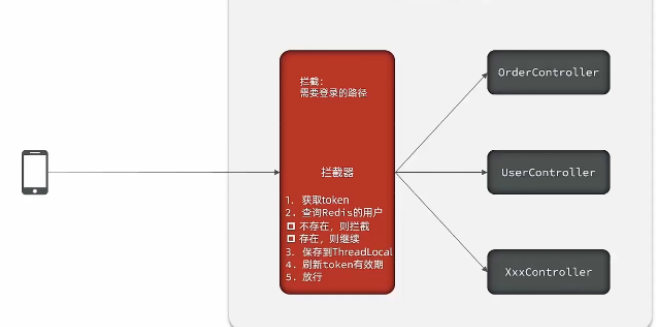 拦截:
需要登录的路径
拦截器
1. 获取token
2. 查询Redis的用户
不存在，则拦截
存在，则继续
3. 保存到ThreadLocal
4. 刷新token有效期
5. 放行
OrderController
UserController
XxxController